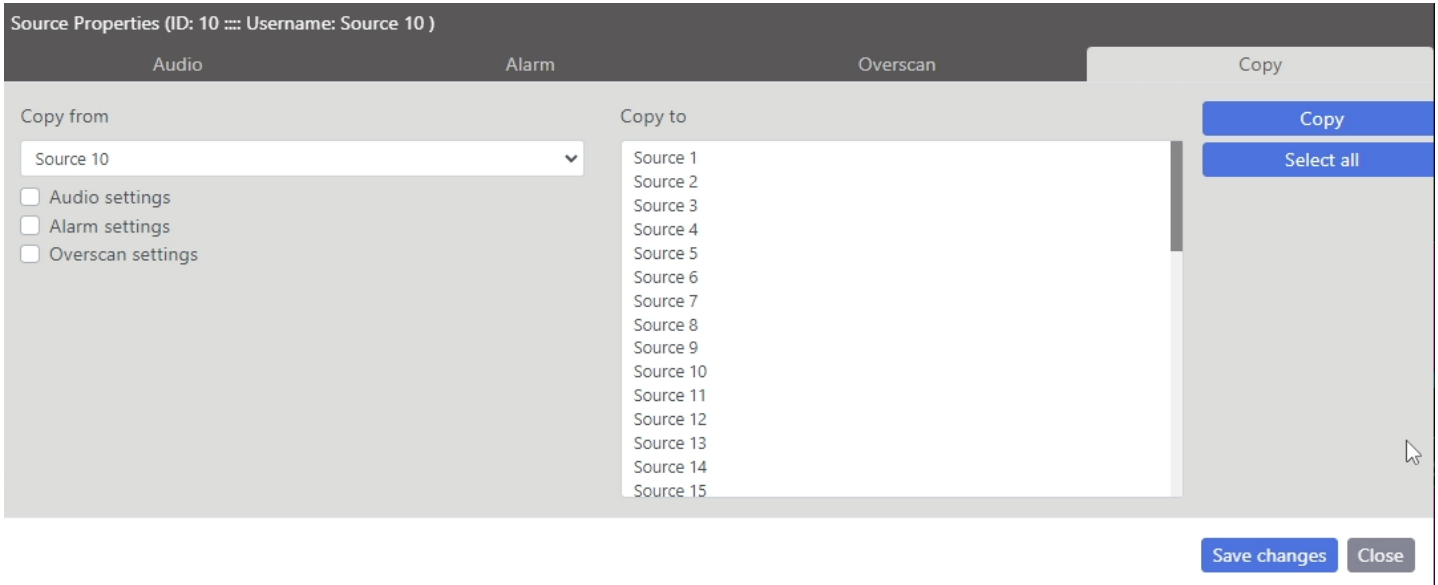 Source Properties (ID: 10 :::: Username: Source 10 )
Audio
Alarm
Overscan
Copy
Copy from
Source 10
Audio settings
Alarm settings
Overscan settings
Copy to
Source 1
Source 2
Source 3
Source 4
Source 5
Source 6
Source 7
Source 8
Source 9
Source 10
Source 11
Source 12
Source 13
Source 14
Source 15
Copy
Select all
Save changes
Close